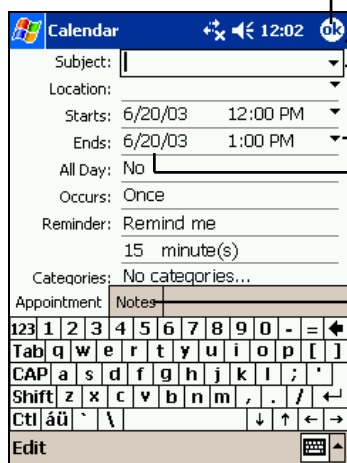 Calendar 12:02 ok
Subject:
Location:
Starts: 6/20/03 12:00 PM
Ends: 6/20/03 1:00 PM
All Day: No
Occurs: Once
Reminder: Remind me
15 minute(s)
Categories: No categories...
Appointment Notes
123 1 2 3 4 5 6 7 8 9 0 - =
Tab q w e r t y u i o p [ ]
CAP a s d f g h j k l ; '
Shift z x c v b n m , . /
Ctl áü ` \
Edit